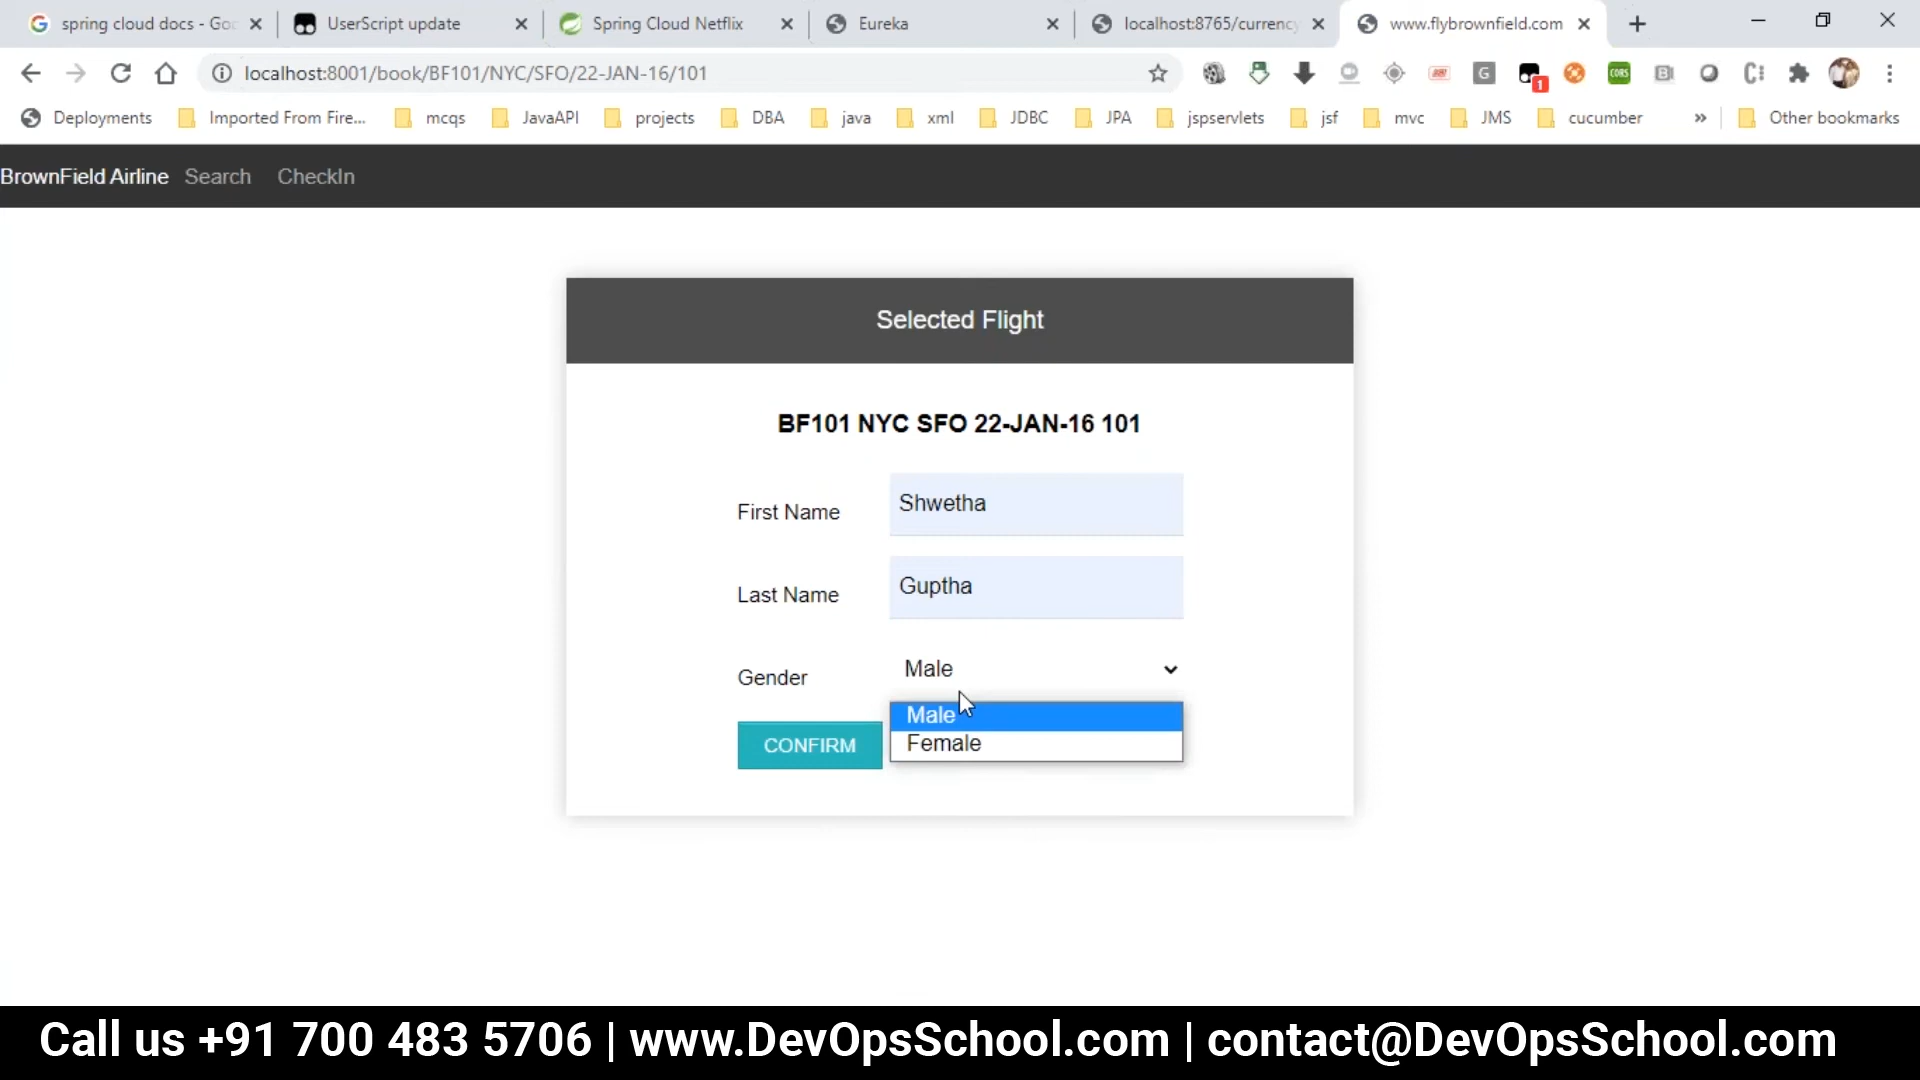 spring cloud docs - Goo
UserScript update
Spring Cloud Netflix
Eureka
localhost:8765/currency
www.flybrownfield.com
localhost:8001/book/BF101/NYC/SFO/22-JAN-16/101
G
1
CORS
Deployments
Imported From Fire...
mcqs
JavaAPI
projects
DBA
java
xml
JDBC
JPA
jspservlets
jsf
mvc
JMS
cucumber
»
Other bookmarks
BrownField Airline Search CheckIn
Selected Flight
BF101 NYC SFO 22-JAN-16 101
First Name Shwetha
Last Name Guptha
Gender Male
Male
Female
CONFIRM
Call us +91 700 483 5706 | www.DevOpsSchool.com | contact@DevOpsSchool.com